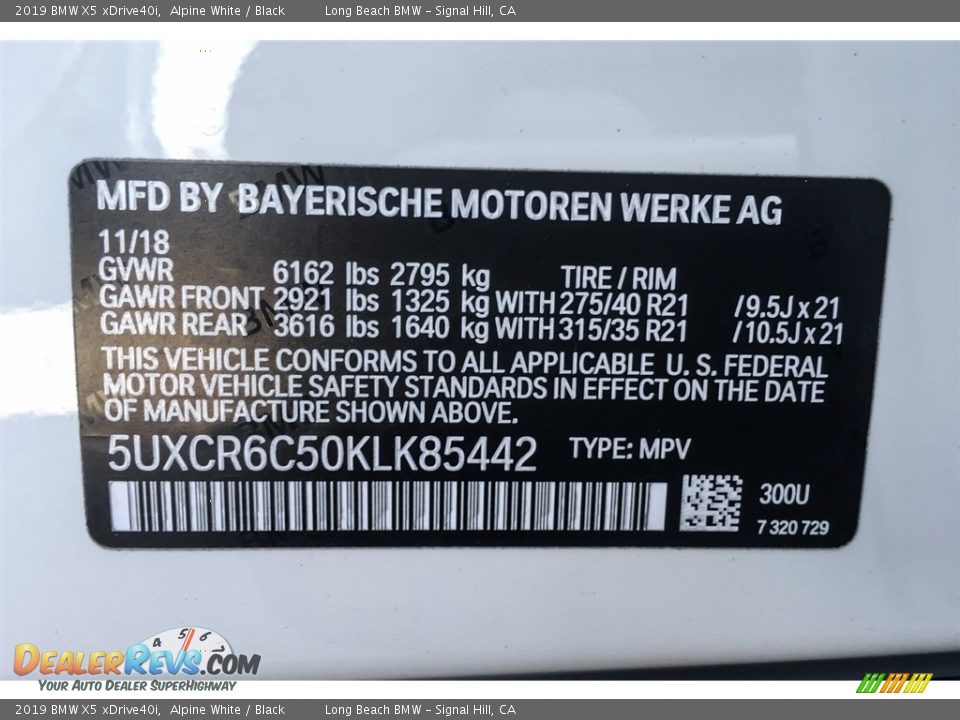 2019 BMW X5 xDrive40i, Alpine White / Black Long Beach BMW - Signal Hill, CA
MFD BY BAYERISCHE MOTOREN WERKE AG
11/18
GVWR 6162 lbs 2795 kg TIRE / RIM
GAWR FRONT 2921 lbs 1325 kg WITH 275/40 R21 /9.5J x 21
GAWR REAR 3616 lbs 1640 kg WITH 315/35 R21 /10.5J x 21
THIS VEHICLE CONFORMS TO ALL APPLICABLE U. S. FEDERAL
MOTOR VEHICLE SAFETY STANDARDS IN EFFECT ON THE DATE
OF MANUFACTURE SHOWN ABOVE.
5UXCR6C50KLK85442 TYPE: MPV
300U
7 320 729
4 5 6 7
DEALERREVS.COM
YOUR AUTO DEALER SUPERHIGHWAY
2019 BMW X5 xDrive40i, Alpine White / Black Long Beach BMW - Signal Hill, CA